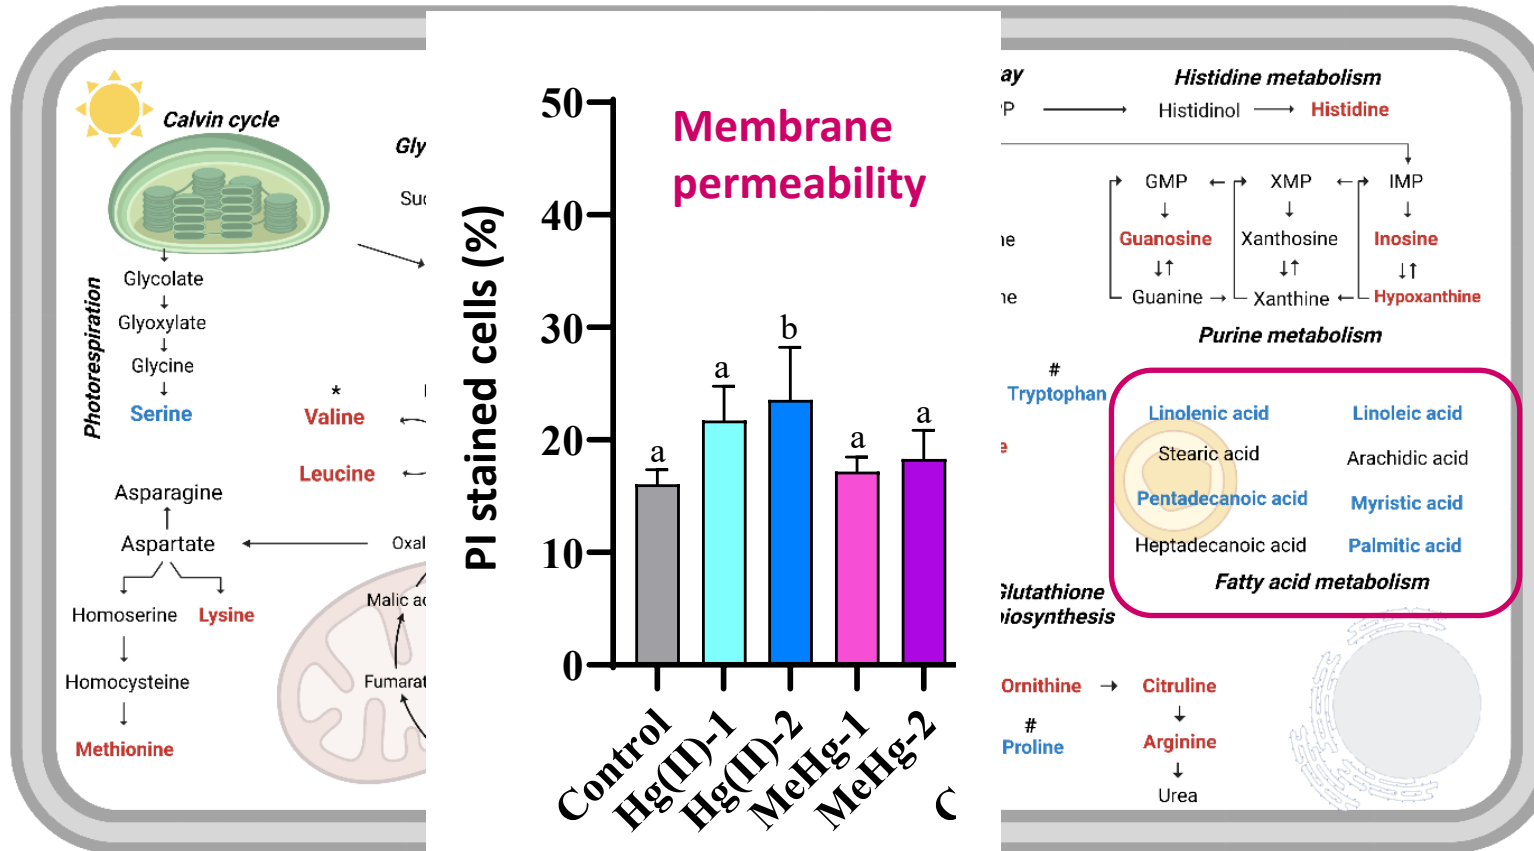 Calvin cycle
Gly
Suc
Glycolate
Glyoxylate
Glycine
Serine
Photorespiration
*
Valine
Leucine
Asparagine
Aspartate
Oxal
Homoserine
Lysine
Homocysteine
Methionine
Malic ac
Fumarat
Membrane
permeability
PI stained cells (%)
50
40
30
20
10
0
a
a
b
a
a
Control
Hg(II)-1
Hg(II)-2
MeHg-1
MeHg-2
C
ay
Histidine metabolism
P
Histidinol
Histidine
GMP
XMP
IMP
ne
Guanosine
Xanthosine
Inosine
ne
Guanine
Xanthine
Hypoxanthine
Purine metabolism
#
Tryptophan
e
Linolenic acid
Linoleic acid
Stearic acid
Arachidic acid
Pentadecanoic acid
Myristic acid
Heptadecanoic acid
Palmitic acid
Fatty acid metabolism
Glutathione
biosynthesis
Ornithine
Citruline
#
Proline
Arginine
Urea